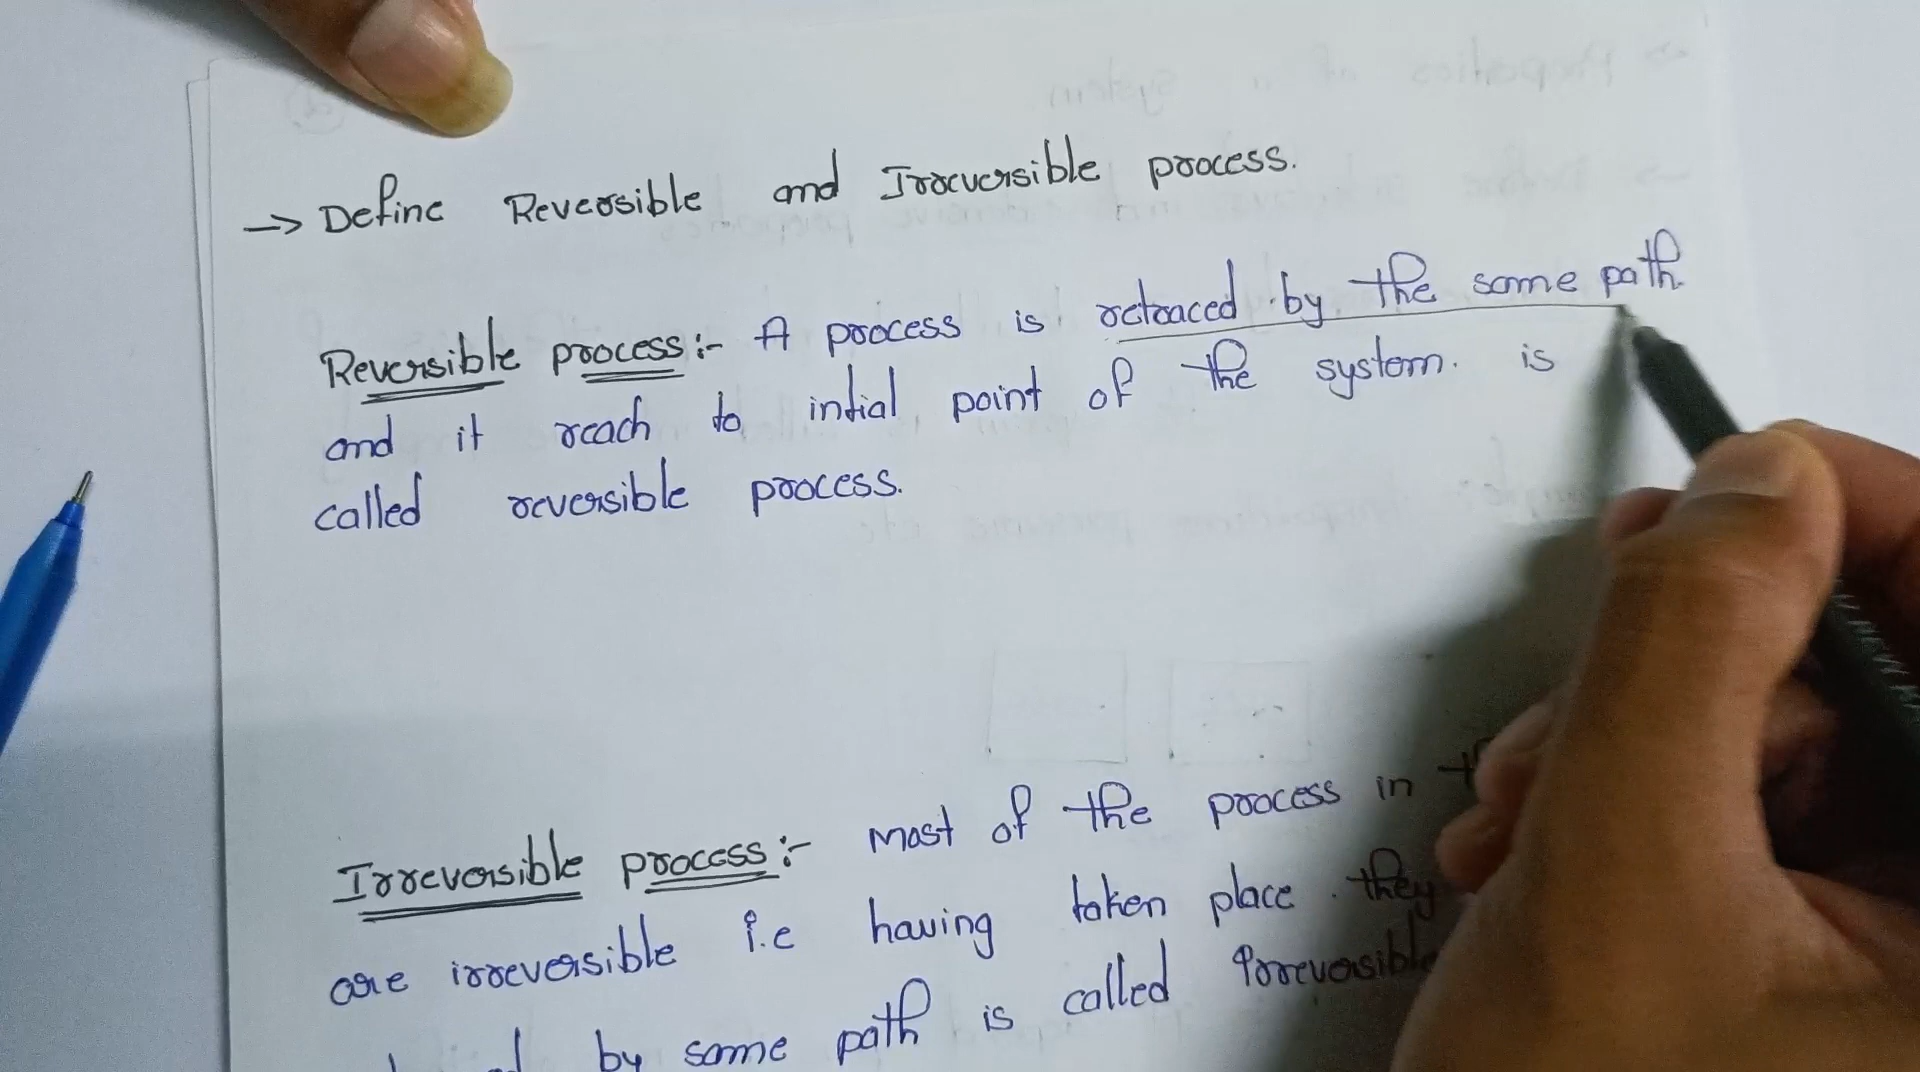 → Define Reversible and Irreversible process.
Reversible process:- A process is retraced by the same path
and it reach to intial point of the system. is
called reversible process.
Irreversible process:- most of the process in
are irreversible i.e having taken place. they
by same path is called Irreversible